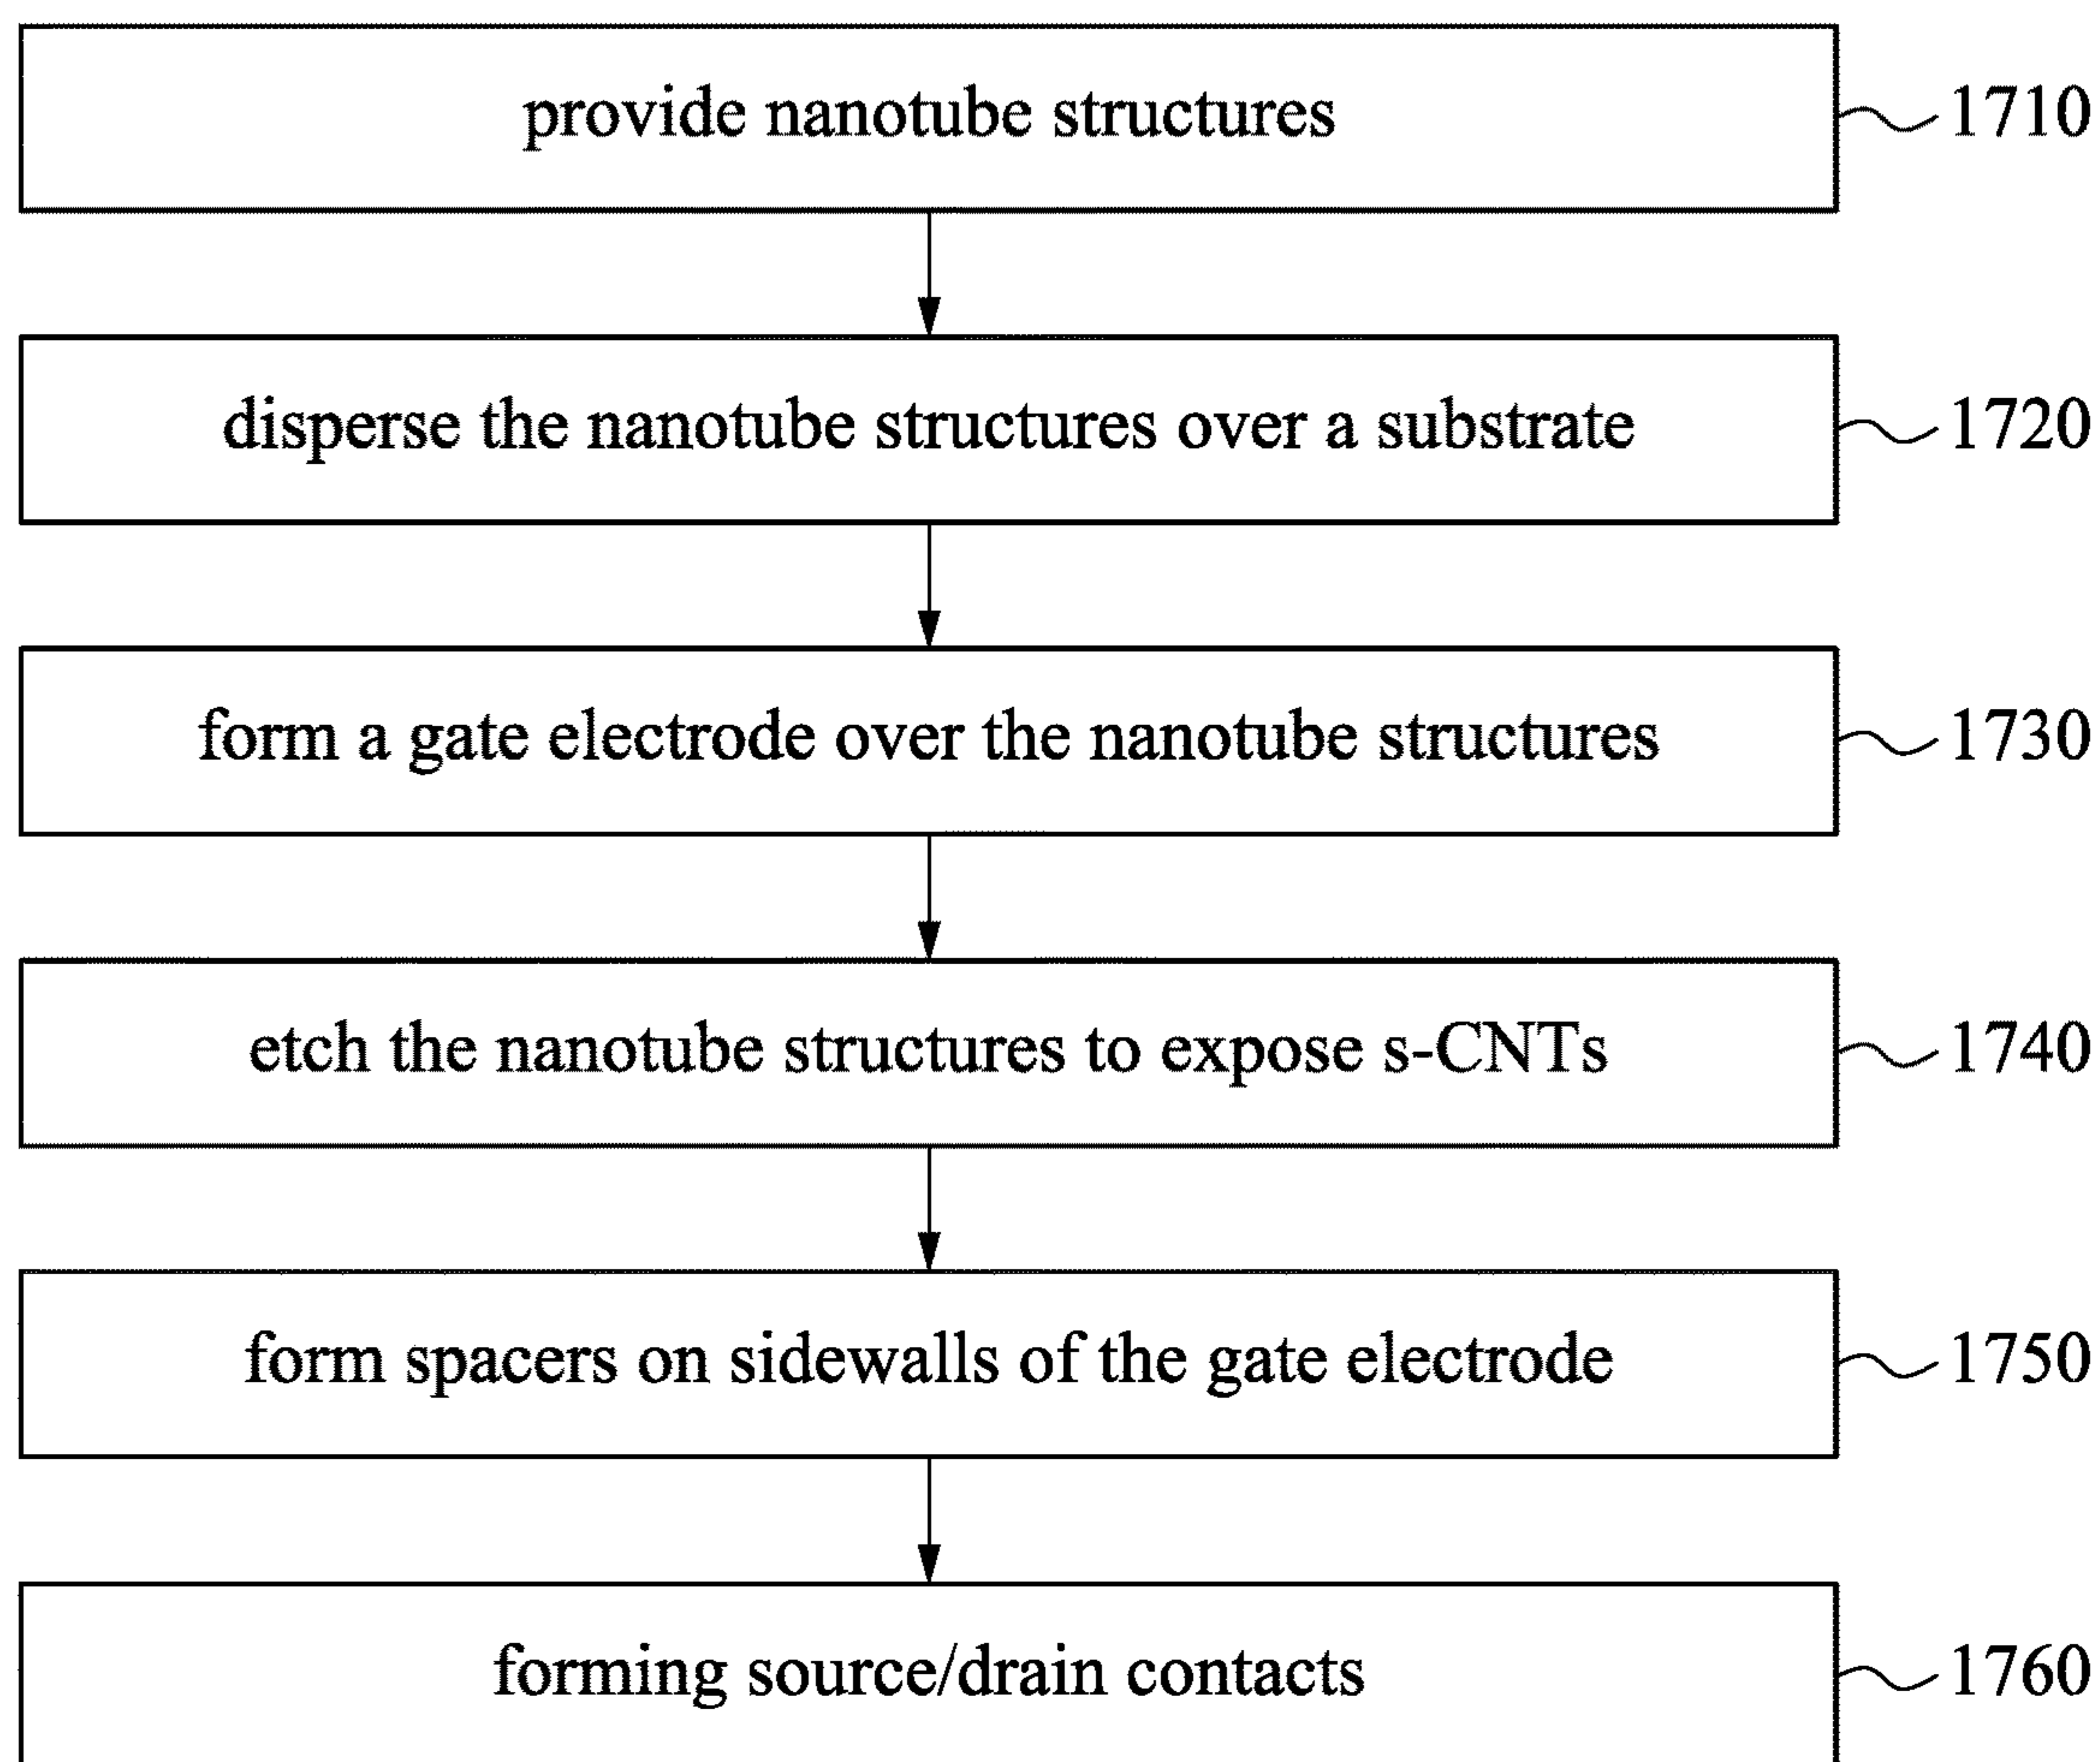 provide nanotube structures 1710
disperse the nanotube structures over a substrate 1720
form a gate electrode over the nanotube structures 1730
etch the nanotube structures to expose s-CNTs 1740
form spacers on sidewalls of the gate electrode 1750
forming source/drain contacts 1760